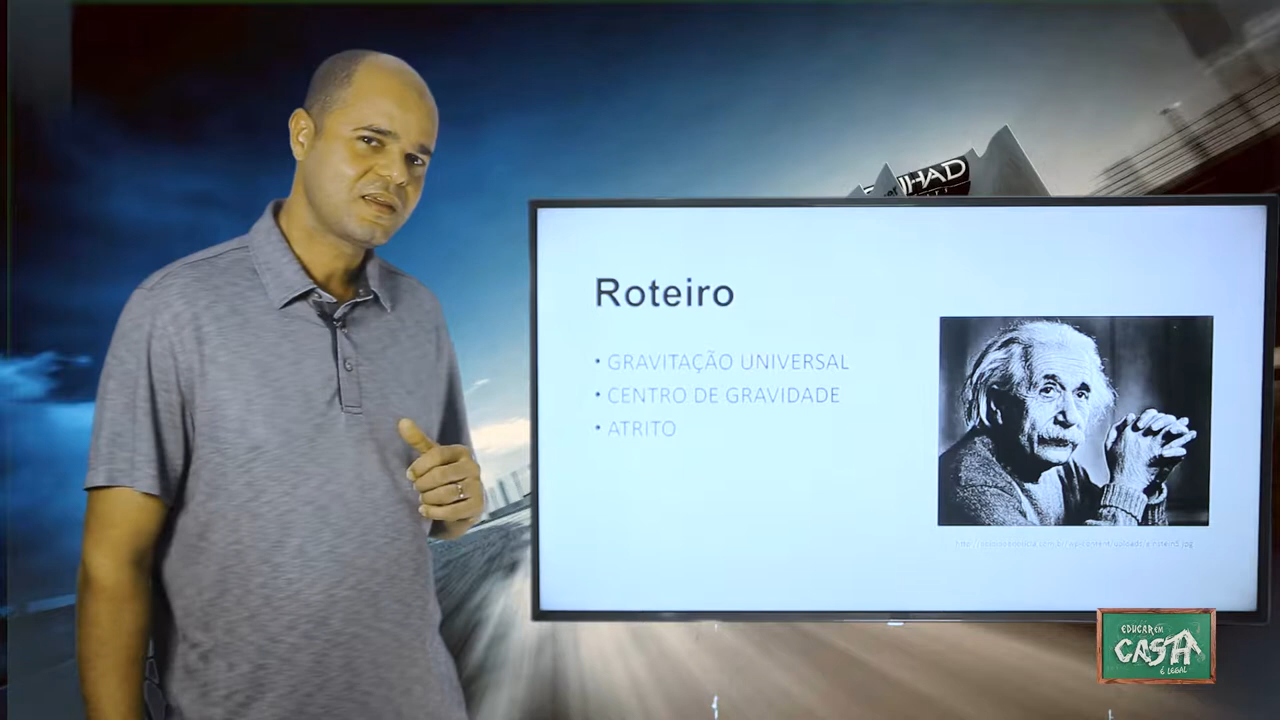 Roteiro
• GRAVITAÇÃO UNIVERSAL
• CENTRO DE GRAVIDADE
• ATRITO
EDUCAR EM
CASA
É LEGAL